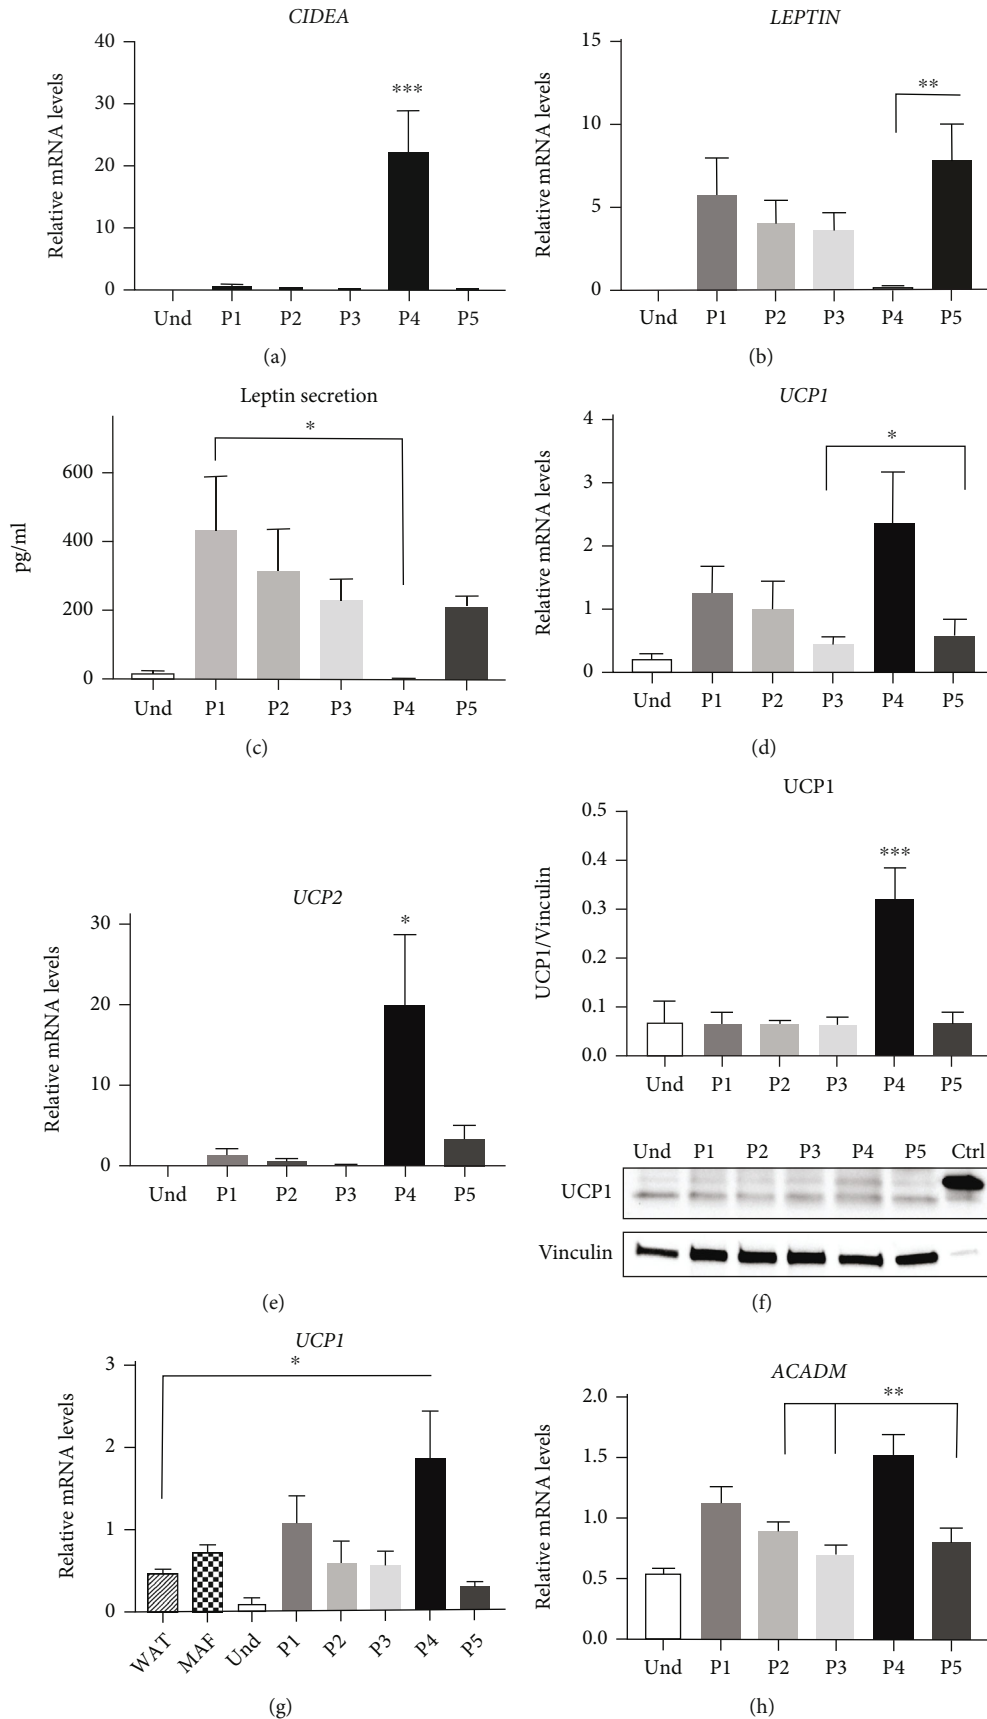 CIDEA
Relative mRNA levels
40
30
20
10
0
***
Und P1 P2 P3 P4 P5
(a)
LEPTIN
Relative mRNA levels
15
10
5
0
**
Und P1 P2 P3 P4 P5
(b)
Leptin secretion
pg/ml
600
400
200
0
*
Und P1 P2 P3 P4 P5
(c)
UCP1
Relative mRNA levels
4
3
2
1
0
*
Und P1 P2 P3 P4 P5
(d)
UCP2
Relative mRNA levels
30
20
10
0
*
Und P1 P2 P3 P4 P5
(e)
UCP1
UCP1/Vinculin
0.5
0.4
0.3
0.2
0.1
0.0
***
Und P1 P2 P3 P4 P5
Und P1 P2 P3 P4 P5 Ctrl
UCP1
Vinculin
(f)
UCP1
Relative mRNA levels
3
2
1
0
*
WAT MAF Und P1 P2 P3 P4 P5
(g)
ACADM
Relative mRNA levels
2.0
1.5
1.0
0.5
0.0
**
Und P1 P2 P3 P4 P5
(h)